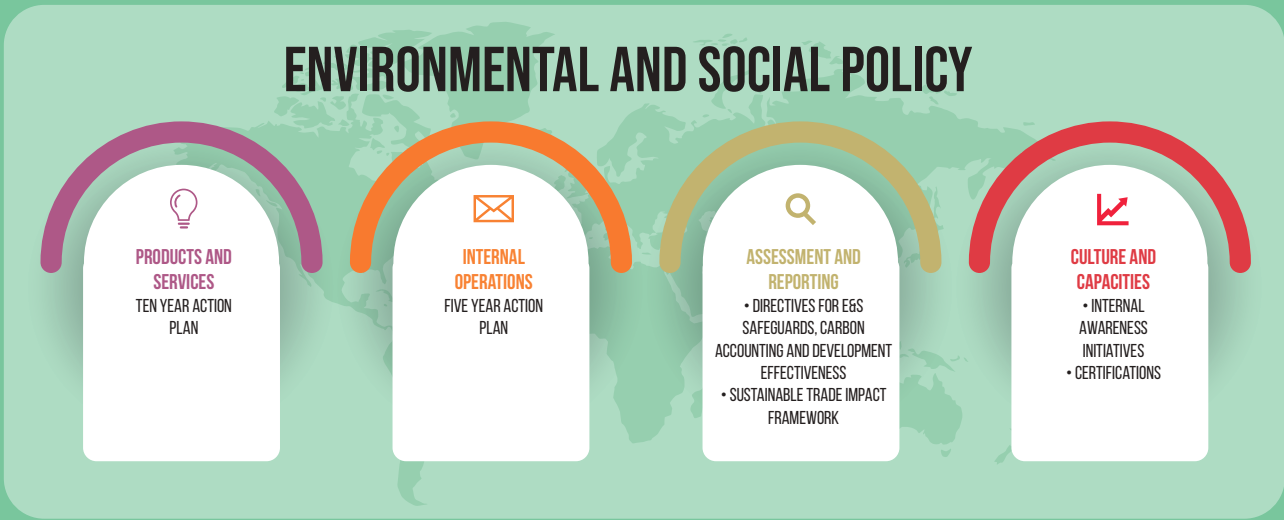 ENVIRONMENTAL AND SOCIAL POLICY
PRODUCTS AND
SERVICES
TEN YEAR ACTION
PLAN
INTERNAL
OPERATIONS
FIVE YEAR ACTION
PLAN
ASSESSMENT AND
REPORTING
• DIRECTIVES FOR E&S
SAFEGUARDS, CARBON
ACCOUNTING AND DEVELOPMENT
EFFECTIVENESS
• SUSTAINABLE TRADE IMPACT
FRAMEWORK
CULTURE AND
CAPACITIES
• INTERNAL
AWARENESS
INITIATIVES
• CERTIFICATIONS